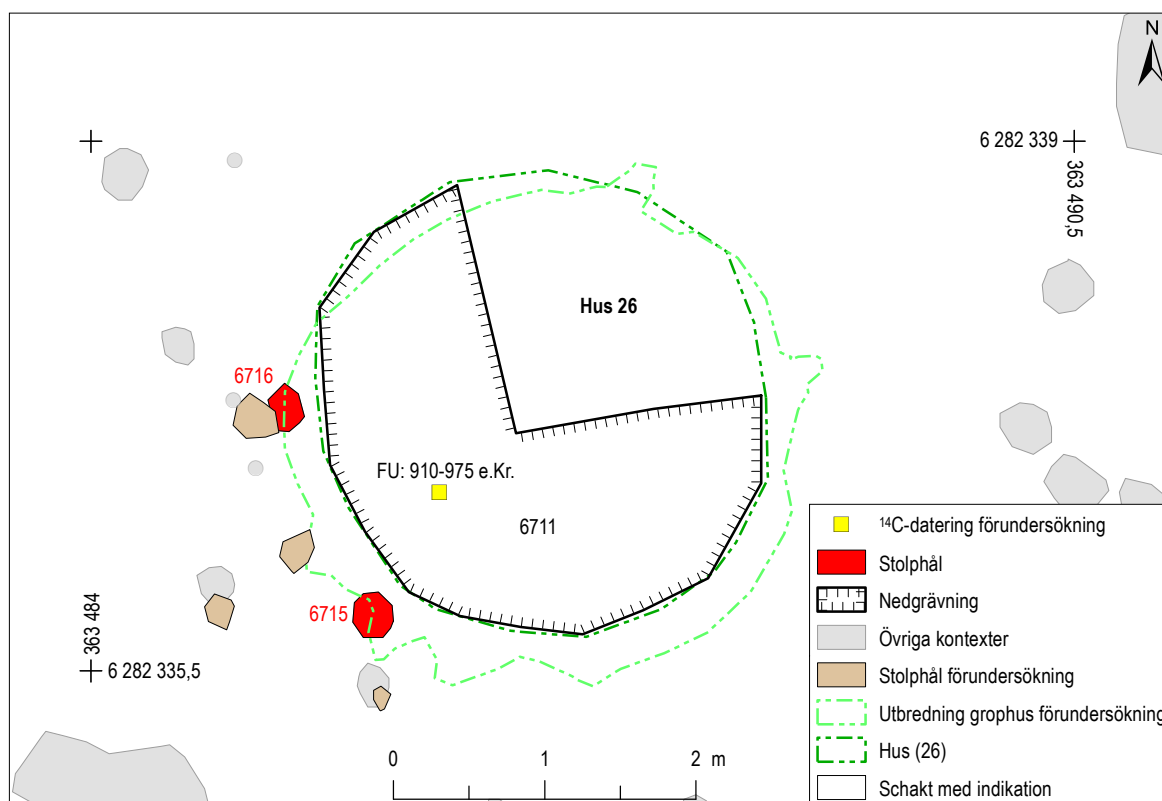 N
6 282 339
363 490,5
Hus 26
6716
FU: 910-975 e.Kr.
6711
6715
363 484
6 282 335,5
0 1 2 m
¹⁴C-datering förundersökning
Stolphål
Nedgrävning
Övriga kontexter
Stolphål förundersökning
Utbredning grophus förundersökning
Hus (26)
Schakt med indikation